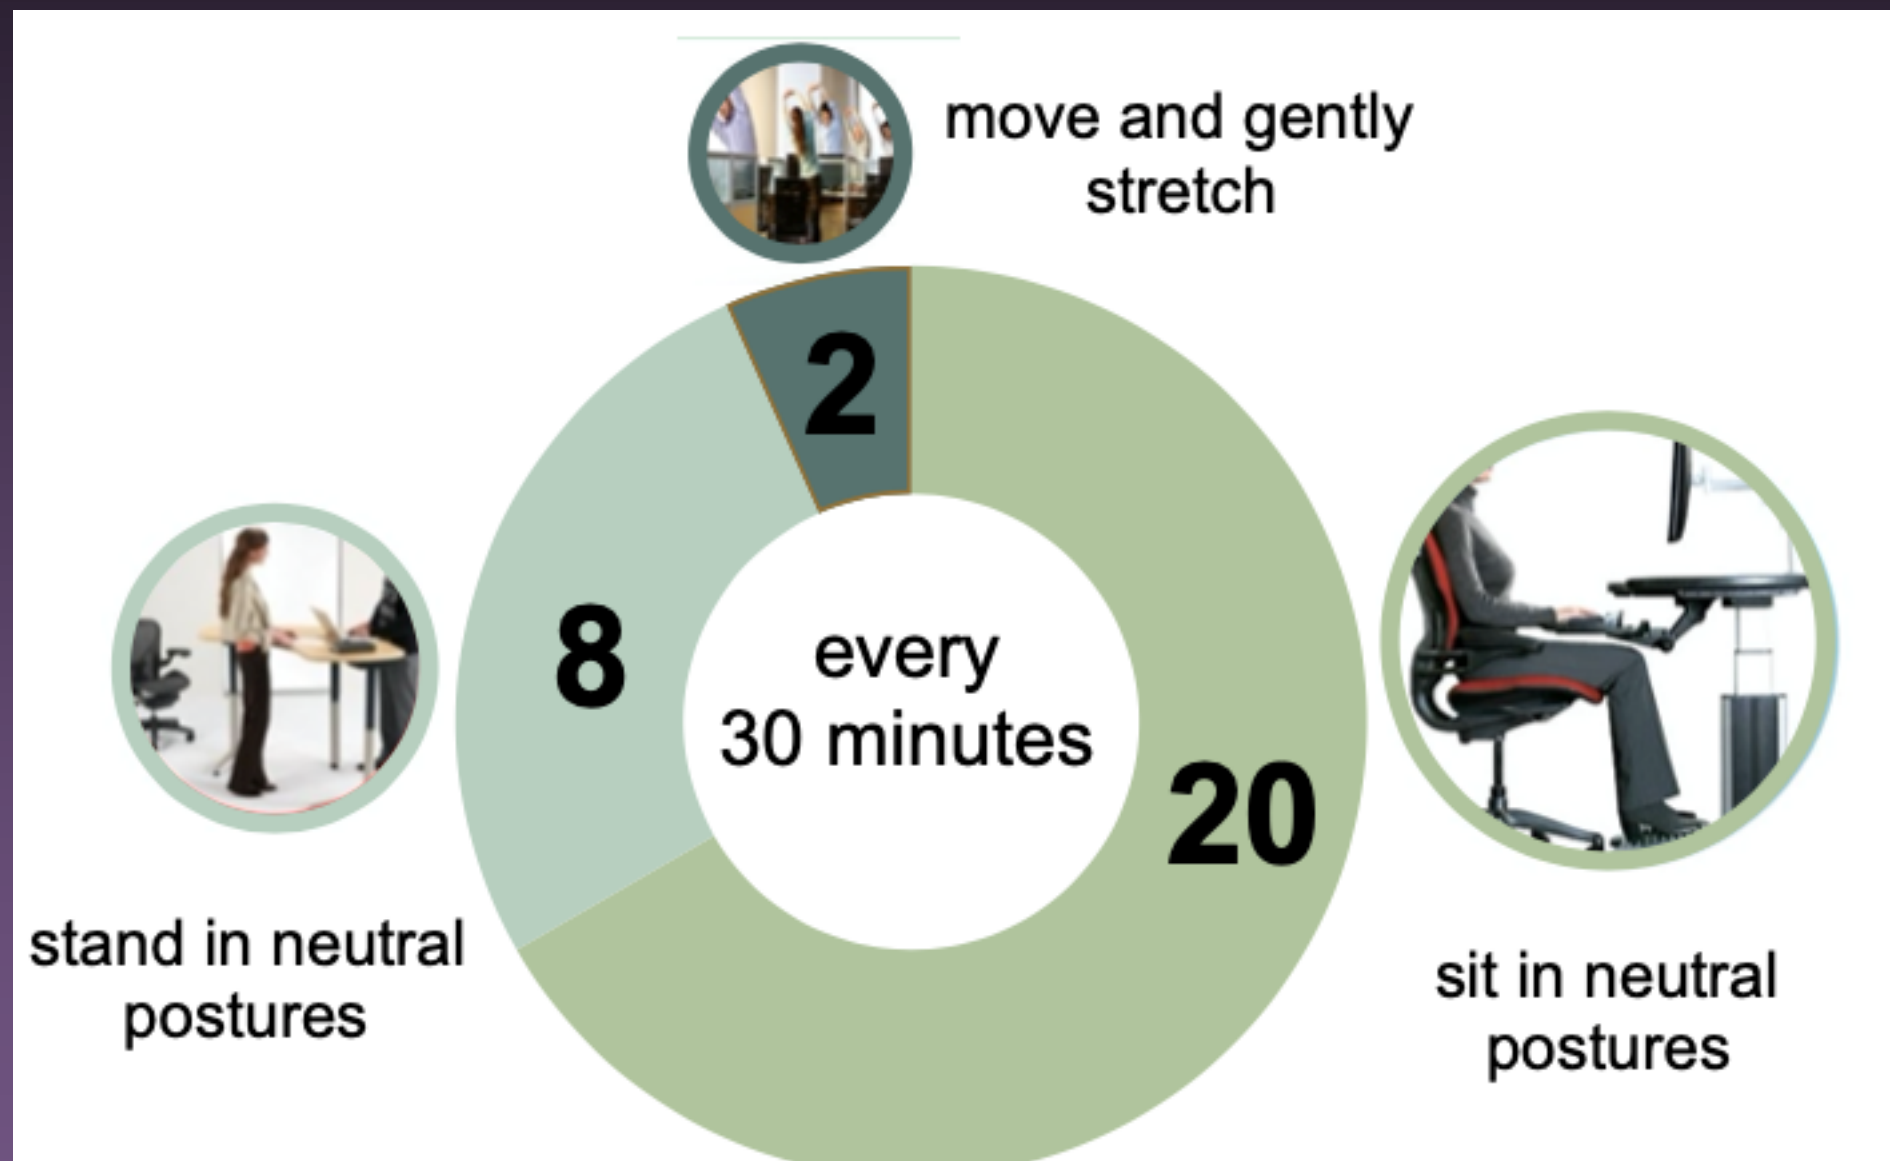 move and gently
stretch
2
8
every
30 minutes
20
stand in neutral
postures
sit in neutral
postures